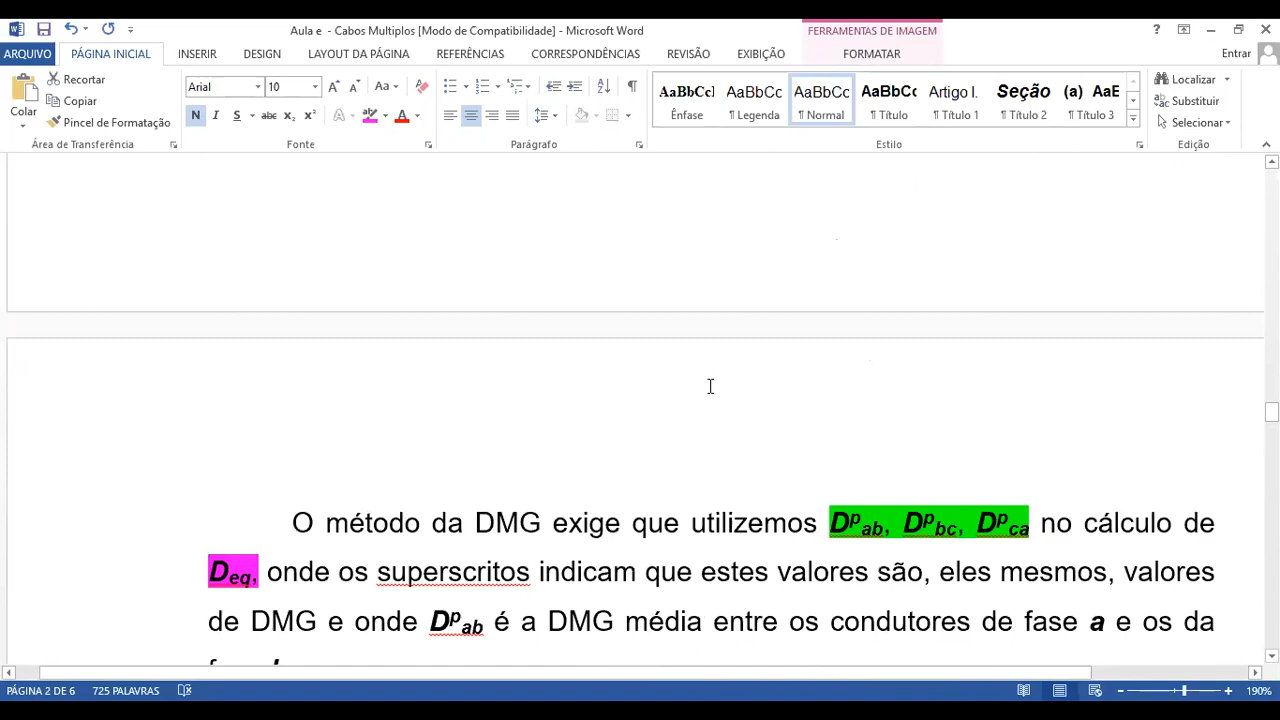 Aula e - Cabos Multiplos [Modo de Compatibilidade] - Microsoft Word
FERRAMENTAS DE IMAGEM
ARQUIVO
PÁGINA INICIAL
INSERIR
DESIGN
LAYOUT DA PÁGINA
REFERÊNCIAS
CORRESPONDÊNCIAS
REVISÃO
EXIBIÇÃO
FORMATAR
Entrar
Colar
Recortar
Copiar
Pincel de Formatação
Área de Transferência
Arial
10
N I S abc Aa A
Fonte
Parágrafo
AaBbCcI AaBbCc AaBbCc AaBbCc Artigo I. Seção (a) AaE
Ênfase
¶ Legenda
¶ Normal
¶ Título
¶ Título 1
¶ Título 2
¶ Título 3
Estilo
Localizar
Substituir
Selecionar
Edição
O método da DMG exige que utilizemos Dᵖab, Dᵖbc, Dᵖca no cálculo de
Deq, onde os superscritos indicam que estes valores são, eles mesmos, valores
de DMG e onde Dᵖab é a DMG média entre os condutores de fase a e os da
PÁGINA 2 DE 6
725 PALAVRAS
190%